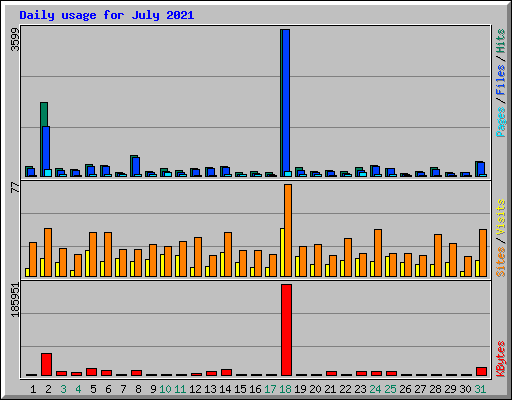 Daily usage for July 2021
3599
Pages / Files / Hits
77
Sites / Visits
185951
KBytes
1 2 3 4 5 6 7 8 9 10 11 12 13 14 15 16 17 18 19 20 21 22 23 24 25 26 27 28 29 30 31